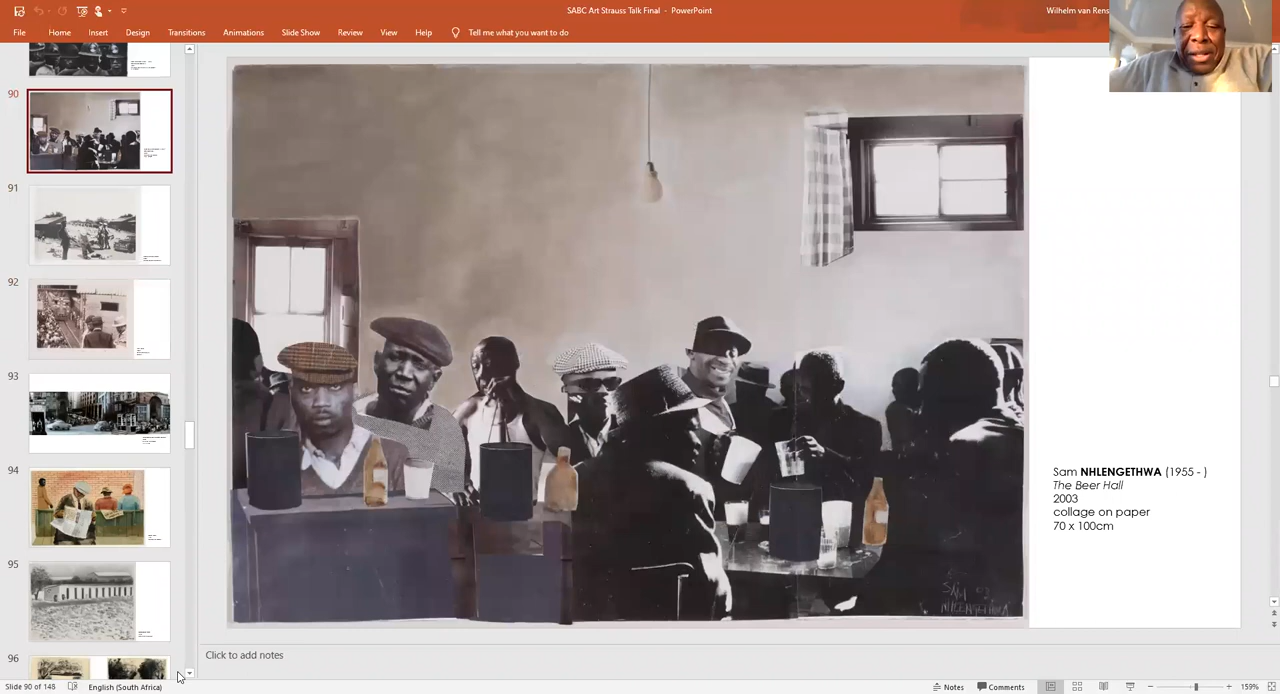 SABC Art Strauss Talk Final - PowerPoint
Wilhelm van Rens
File Home Insert Design Transitions Animations Slide Show Review View Help Tell me what you want to do
90
91
92
93
94
95
96
Sam NHLENGETHWA (1955 - )
The Beer Hall
2003
collage on paper
70 x 100cm
SAM 03
NHLENGETHWA
Click to add notes
Slide 90 of 148 English (South Africa) Notes Comments 159%